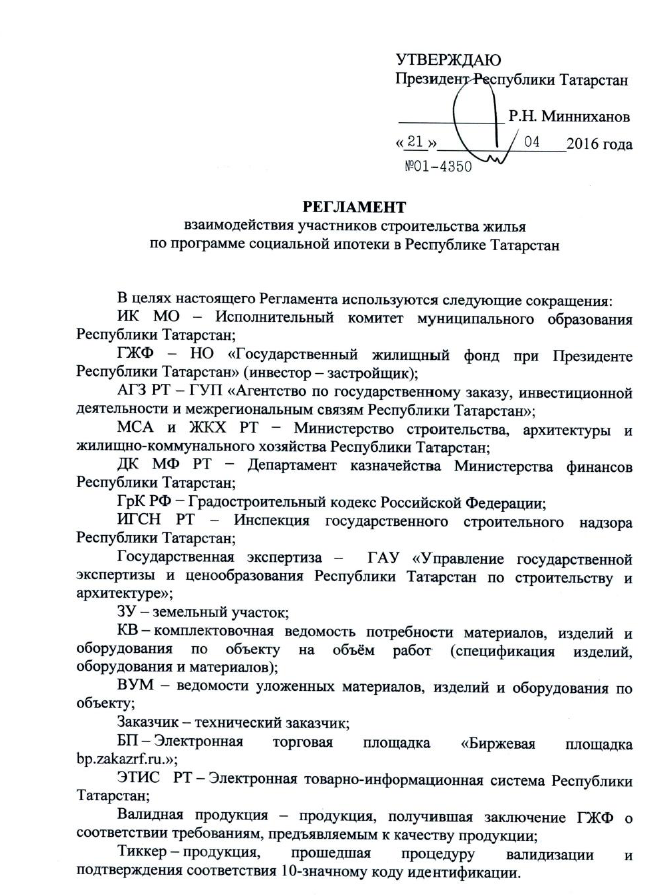 УТВЕРЖДАЮ
Президент Республики Татарстан
Р.Н. Минниханов
« 21 » 04 2016 года
№01-4350
РЕГЛАМЕНТ
взаимодействия участников строительства жилья
по программе социальной ипотеки в Республике Татарстан
В целях настоящего Регламента используются следующие сокращения:
ИК МО – Исполнительный комитет муниципального образования
Республики Татарстан;
ГЖФ – НО «Государственный жилищный фонд при Президенте
Республики Татарстан» (инвестор – застройщик);
АГЗ РТ – ГУП «Агентство по государственному заказу, инвестиционной
деятельности и межрегиональным связям Республики Татарстан»;
МСА и ЖКХ РТ – Министерство строительства, архитектуры и
жилищно-коммунального хозяйства Республики Татарстан;
ДК МФ РТ – Департамент казначейства Министерства финансов
Республики Татарстан;
ГрК РФ – Градостроительный кодекс Российской Федерации;
ИГСН РТ – Инспекция государственного строительного надзора
Республики Татарстан;
Государственная экспертиза – ГАУ «Управление государственной
экспертизы и ценообразования Республики Татарстан по строительству и
архитектуре»;
ЗУ – земельный участок;
КВ – комплектовочная ведомость потребности материалов, изделий и
оборудования по объекту на объём работ (спецификация изделий,
оборудования и материалов);
ВУМ – ведомости уложенных материалов, изделий и оборудования по
объекту;
Заказчик – технический заказчик;
БП – Электронная торговая площадка «Биржевая площадка
bp.zakazrf.ru.»;
ЭТИС РТ – Электронная товарно-информационная система Республики
Татарстан;
Валидная продукция – продукция, получившая заключение ГЖФ о
соответствии требованиям, предъявляемым к качеству продукции;
Тиккер – продукция, прошедшая процедуру валидизации и
подтверждения соответствия 10-значному коду идентификации.